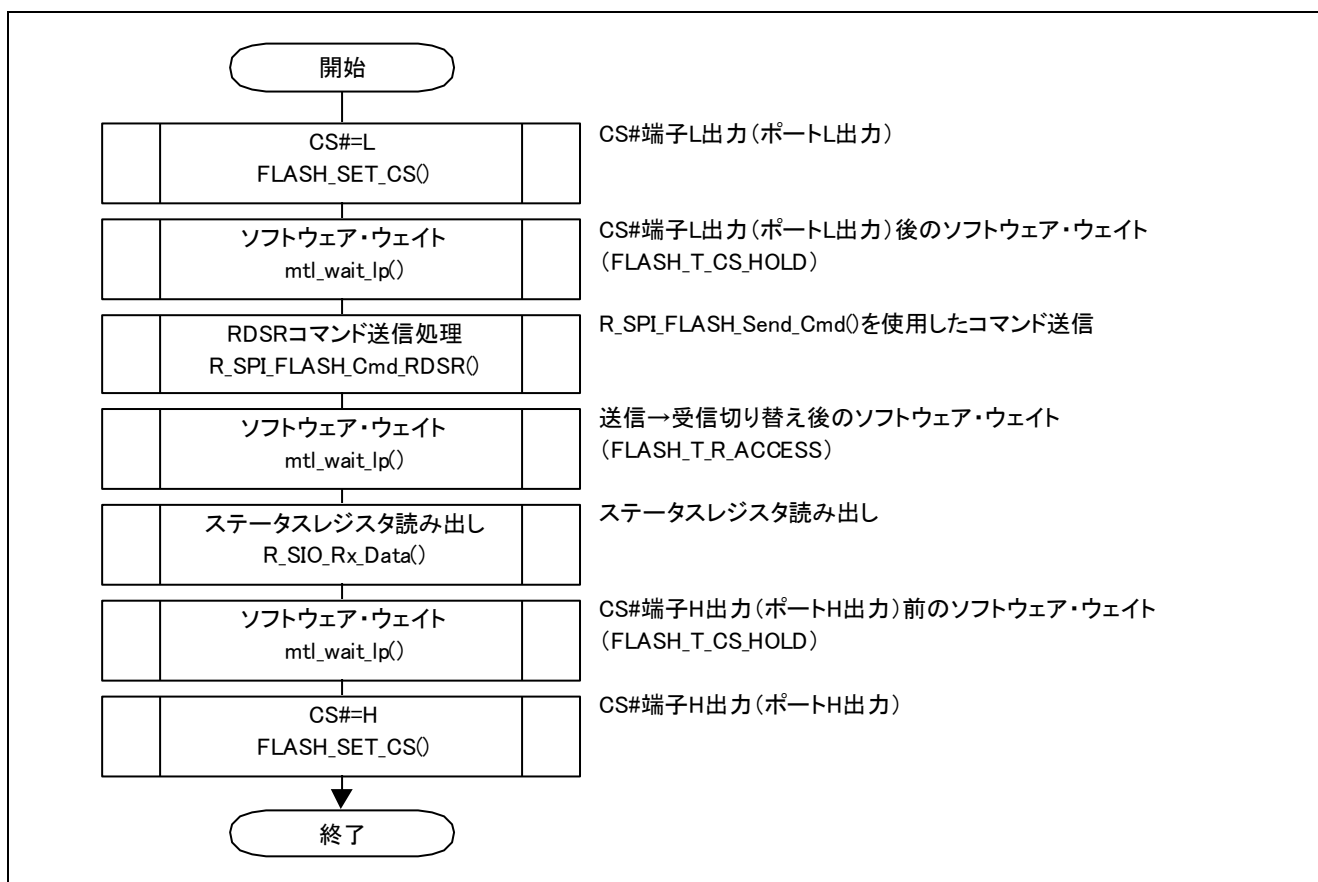 開始
CS#=L
FLASH_SET_CS()
CS#端子L出力（ポートL出力）
ソフトウェア・ウェイト
mtl_wait_lp()
CS#端子L出力（ポートL出力）後のソフトウェア・ウェイト
（FLASH_T_CS_HOLD）
RDSRコマンド送信処理
R_SPI_FLASH_Cmd_RDSR()
R_SPI_FLASH_Send_Cmd()を使用したコマンド送信
ソフトウェア・ウェイト
mtl_wait_lp()
送信→受信切り替え後のソフトウェア・ウェイト
（FLASH_T_R_ACCESS）
ステータスレジスタ読み出し
R_SIO_Rx_Data()
ステータスレジスタ読み出し
ソフトウェア・ウェイト
mtl_wait_lp()
CS#端子H出力（ポートH出力）前のソフトウェア・ウェイト
（FLASH_T_CS_HOLD）
CS#=H
FLASH_SET_CS()
CS#端子H出力（ポートH出力）
終了